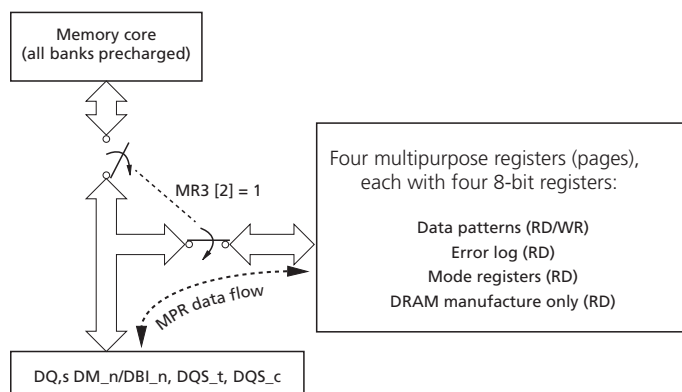 Memory core
(all banks precharged)
Four multipurpose registers (pages),
each with four 8-bit registers:
Data patterns (RD/WR)
Error log (RD)
Mode registers (RD)
DRAM manufacture only (RD)
MR3 [2] = 1
MPR data flow
DQ,s DM_n/DBI_n, DQS_t, DQS_c